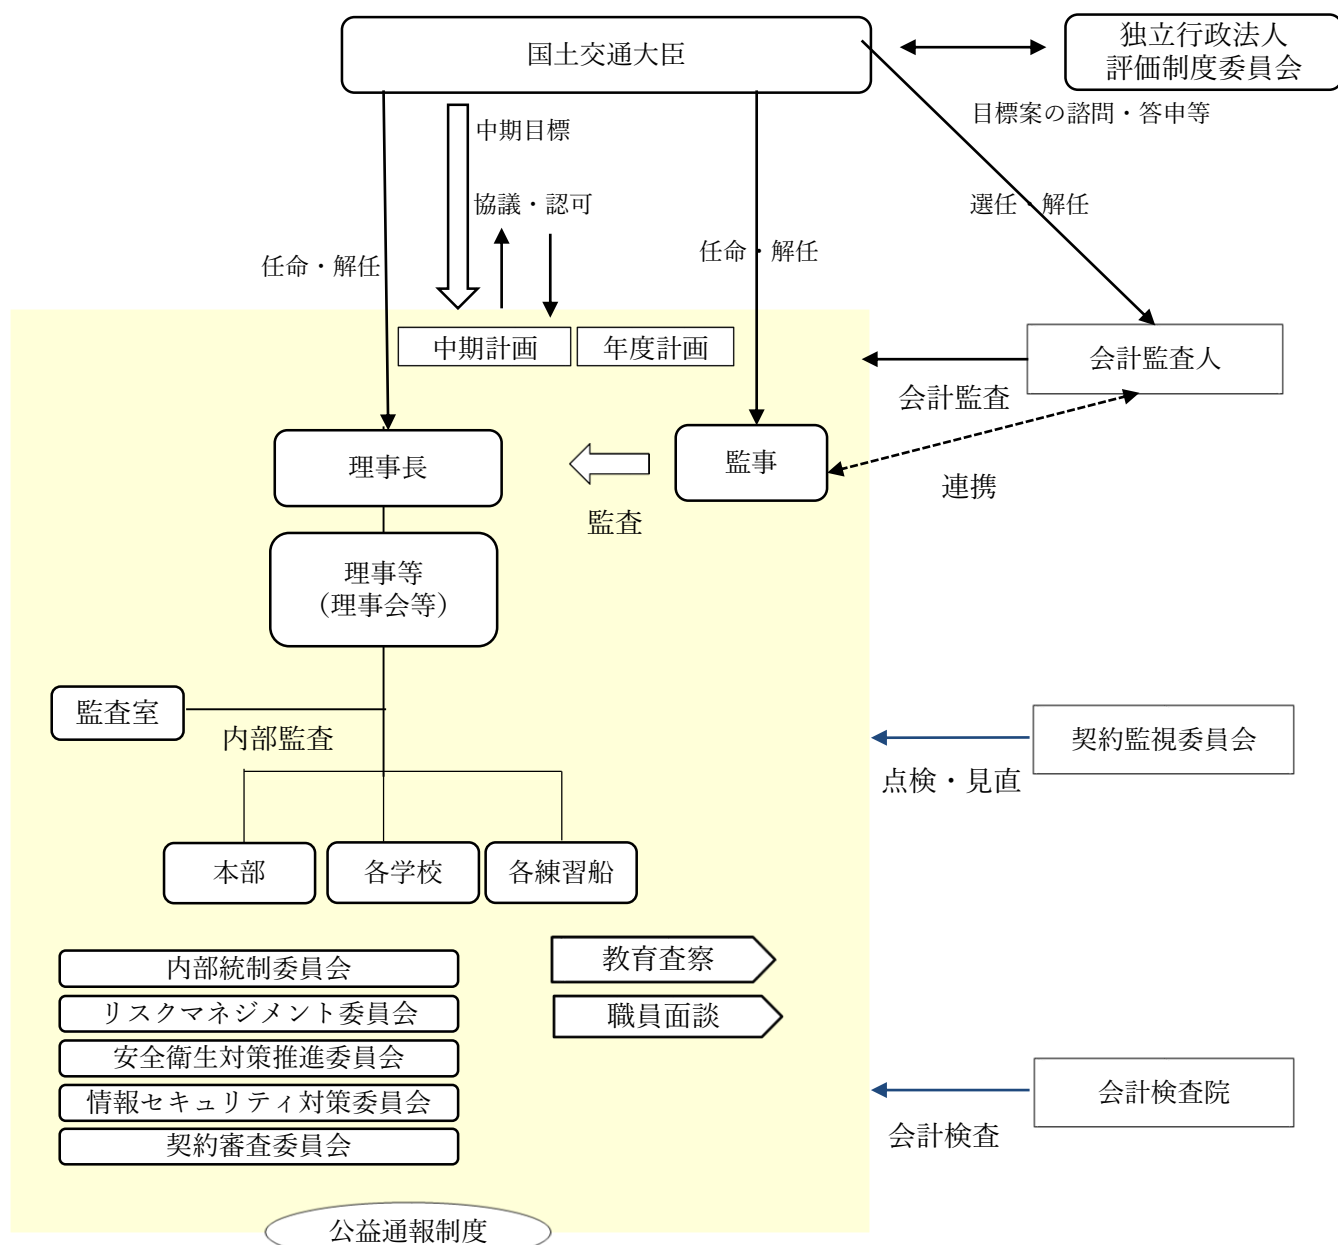 国土交通大臣
独立行政法人
評価制度委員会
目標案の諮問・答申等
中期目標
協議・認可
選任・解任
任命・解任
任命・解任
中期計画
年度計画
会計監査人
会計監査
理事長
監事
監査
連携
理事等
（理事会等）
監査室
内部監査
契約監視委員会
点検・見直
本部
各学校
各練習船
内部統制委員会
リスクマネジメント委員会
安全衛生対策推進委員会
情報セキュリティ対策委員会
契約審査委員会
教育査察
職員面談
会計検査院
会計検査
公益通報制度